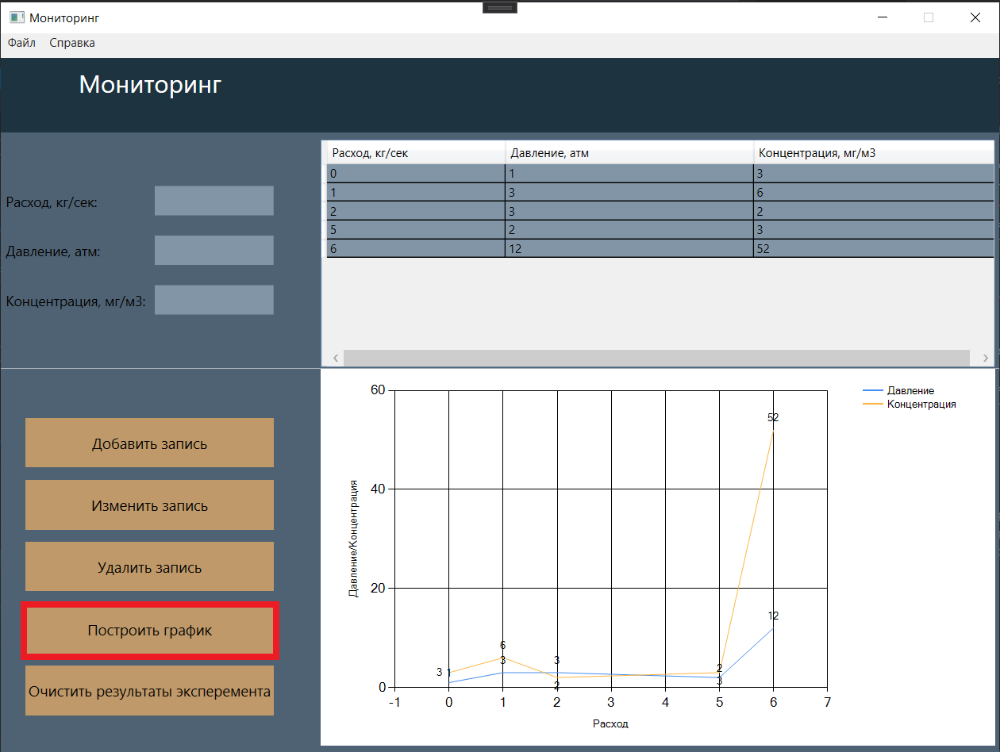 Мониторинг
Файл Справка
Мониторинг
Расход, кг/сек:
Давление, атм:
Концентрация, мг/м3:
Расход, кг/сек Давление, атм Концентрация, мг/м3
0 1 3
1 3 6
2 3 2
5 2 3
6 12 52
Добавить запись
Изменить запись
Удалить запись
Построить график
Очистить результаты эксперемента
Давление
Концентрация
Давление/Концентрация
60
40
20
0
52
12
6
3
3
3 1
2
2
3
-1 0 1 2 3 4 5 6 7
Расход